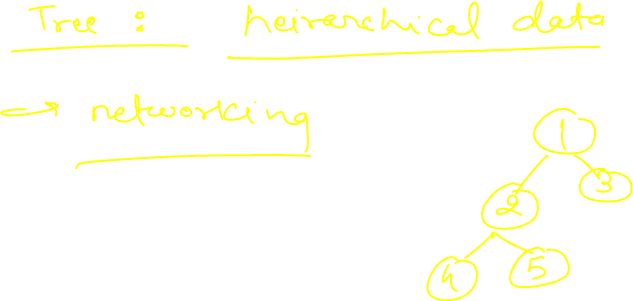 Tree : heirarchical data
→ networking
1
3
2
4 5